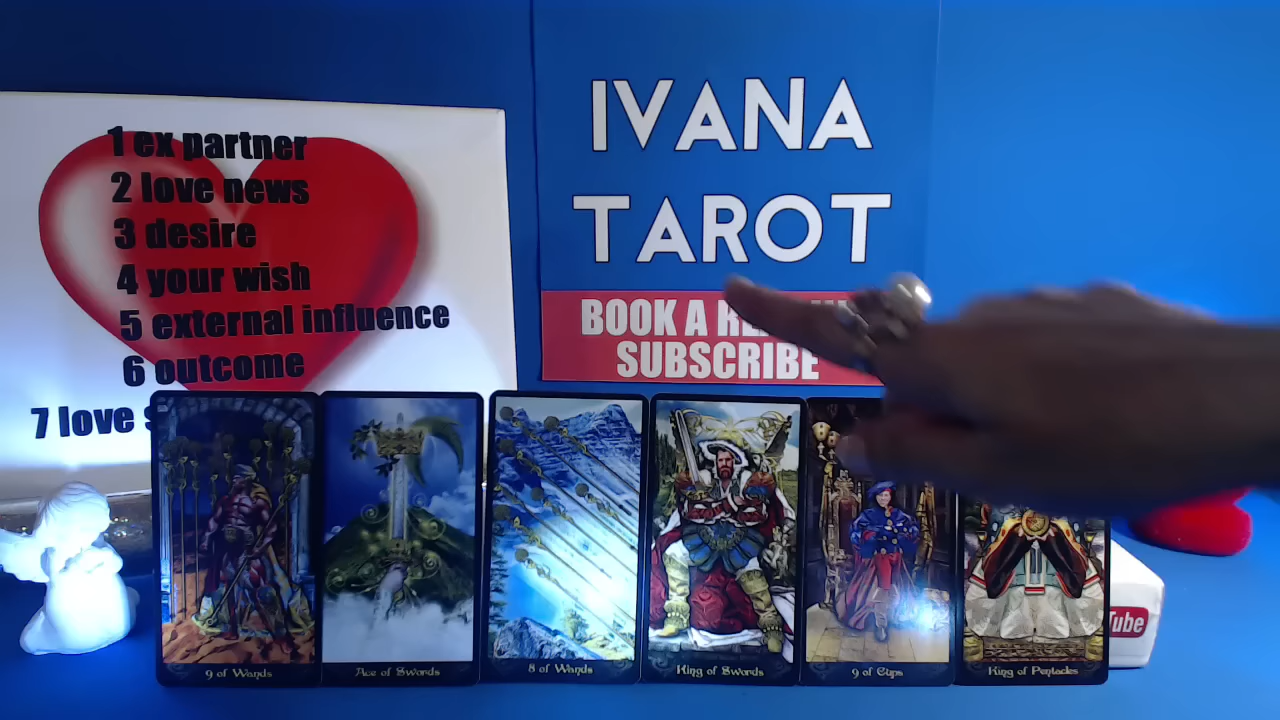 1 ex partner
2 love news
3 desire
4 your wish
5 external influence
6 outcome
7 love
IVANA
TAROT
BOOK A
SUBSCRIBE
9 of Wands
Ace of Swords
8 of Wands
King of Swords
9 of Cups
King of Pentacles
Tube